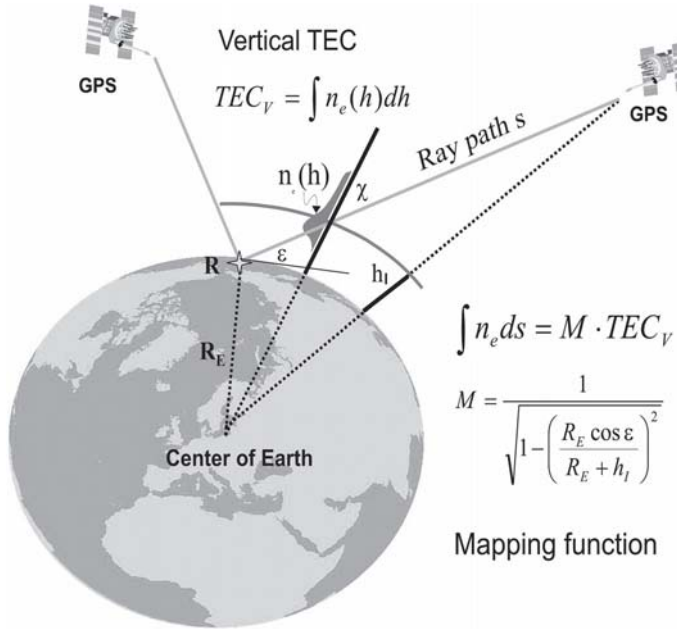 Vertical TEC
GPS
TEC_V = ∫ n_e(h)dh
GPS
Ray path s
n_e(h)
χ
R
ε
h_I
R_E
∫ n_e ds = M · TEC_V
M = 1 / √(1 − (R_E cos ε / (R_E + h_I))²)
Center of Earth
Mapping function